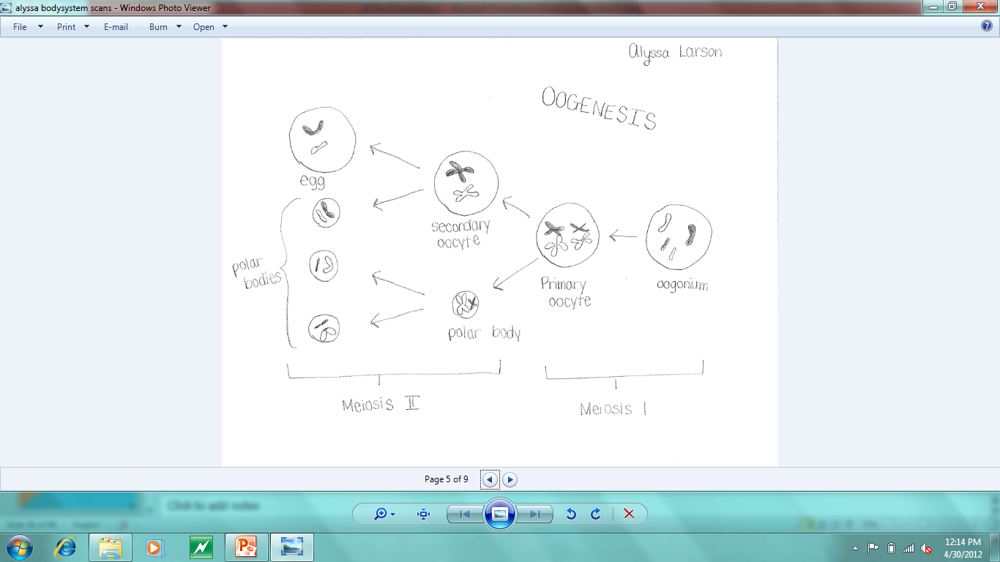 alyssa bodysystem scans - Windows Photo Viewer
File Print E-mail Burn Open
Alyssa Larson
OOGENESIS
egg
secondary
oocyte
polar
bodies
Primary
oocyte
oogonium
polar body
Meiosis II
Meiosis I
Page 5 of 9
Click to add notes
12:14 PM
4/30/2012